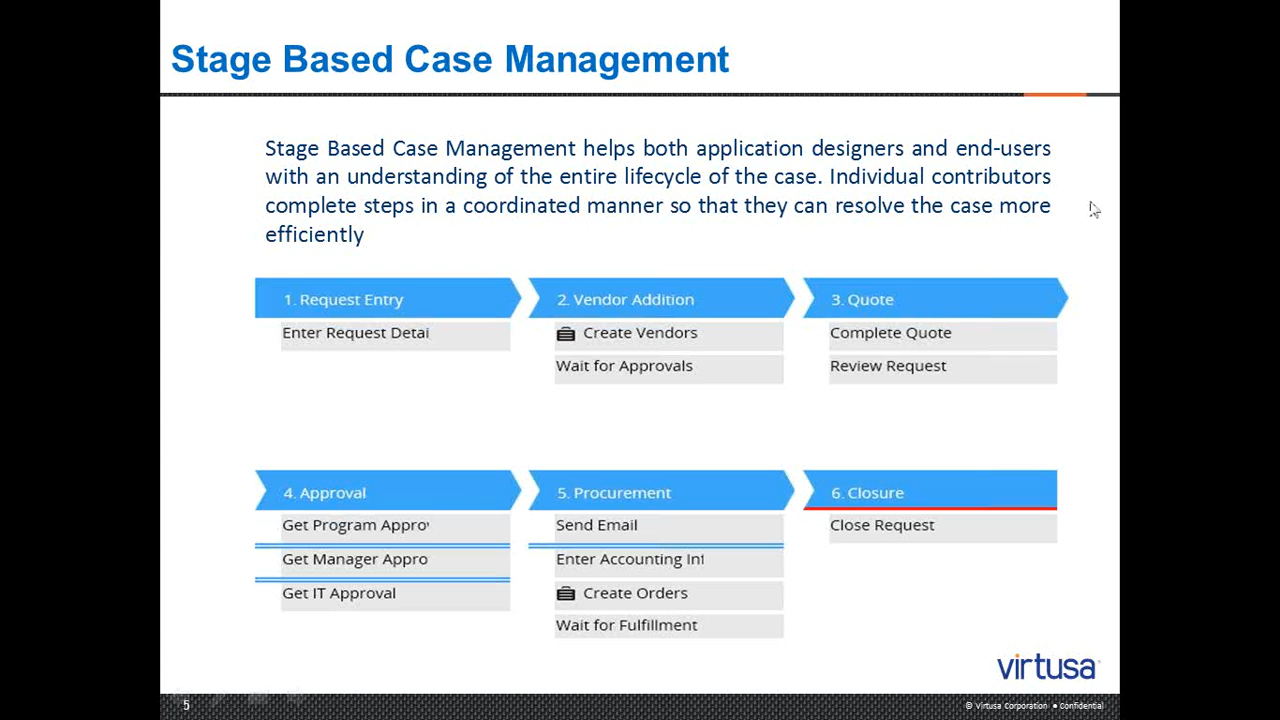 Stage Based Case Management
Stage Based Case Management helps both application designers and end-users
with an understanding of the entire lifecycle of the case. Individual contributors
complete steps in a coordinated manner so that they can resolve the case more
efficiently
1. Request Entry
Enter Request Detai
2. Vendor Addition
Create Vendors
Wait for Approvals
3. Quote
Complete Quote
Review Request
4. Approval
Get Program Approv
Get Manager Appro
Get IT Approval
5. Procurement
Send Email
Enter Accounting Inf
Create Orders
Wait for Fulfillment
6. Closure
Close Request
virtusa
5
© Virtusa Corporation ● Confidential